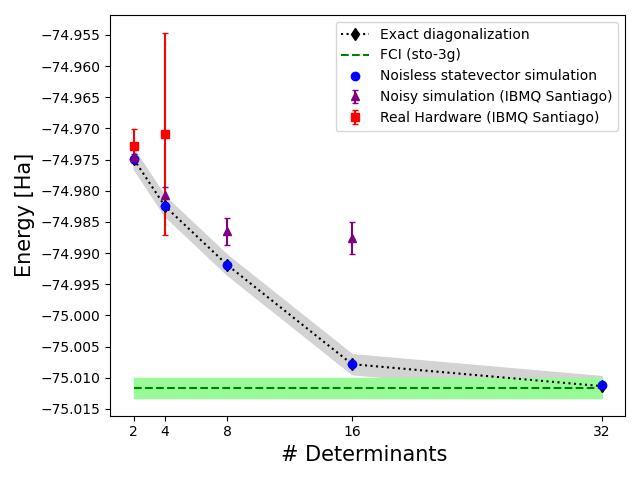 Exact diagonalization
FCI (sto-3g)
Noisless statevector simulation
Noisy simulation (IBMQ Santiago)
Real Hardware (IBMQ Santiago)
Energy [Ha]
−74.955
−74.960
−74.965
−74.970
−74.975
−74.980
−74.985
−74.990
−74.995
−75.000
−75.005
−75.010
−75.015
2 4 8 16 32
# Determinants